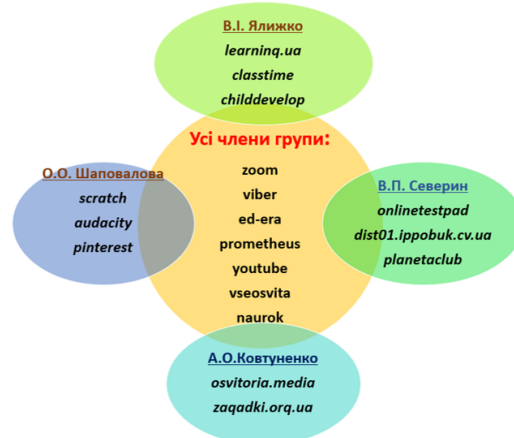 В.І. Ялижко
learninq.ua
classtime
childdevelop
Усі члени групи:
zoom
viber
ed-era
prometheus
youtube
vseosvita
naurok
О.О. Шаповалова
scratch
audacity
pinterest
В.П. Северин
onlinetestpad
dist01.ippobuk.cv.ua
planetaclub
А.О.Ковтуненко
osvitoria.media
zaqadki.orq.ua